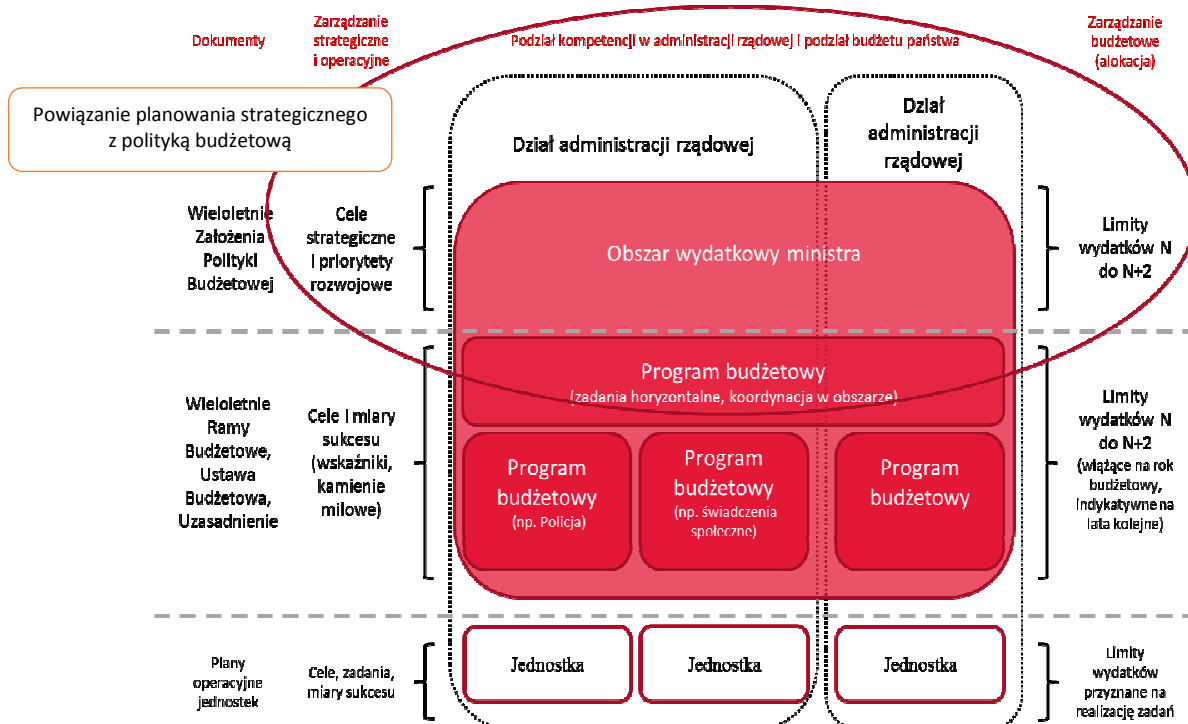 Dokumenty
Zarządzanie
strategiczne
i operacyjne
Podział kompetencji w administracji rządowej i podział budżetu państwa
Zarządzanie
budżetowe
(alokacja)
Powiązanie planowania strategicznego
z polityką budżetową
Dział administracji rządowej
Dział
administracji
rządowej
Wieloletnie
Założenia
Polityki
Budżetowej
Cele
strategiczne
I priorytety
rozwojowe
Obszar wydatkowy ministra
Limity
wydatków N
do N+2
Wieloletnie
Ramy
Budżetowe,
Ustawa
Budżetowa,
Uzasadnienie
Cele I miary
sukcesu
(wskaźniki,
kamienie
milowe)
Program budżetowy
(zadania horyzontalne, koordynacja w obszarze)
Program
budżetowy
(np. Policja)
Program
budżetowy
(np. świadczenia
społeczne)
Program
budżetowy
Limity
wydatków N
do N+2
(wiążące na rok
budżetowy,
Indykatywne na
lata kolejne)
Plany
operacyjne
jednostek
Cele, zadania,
miary sukcesu
Jednostka
Jednostka
Jednostka
Limity
wydatków
przyznane na
realizację zadań